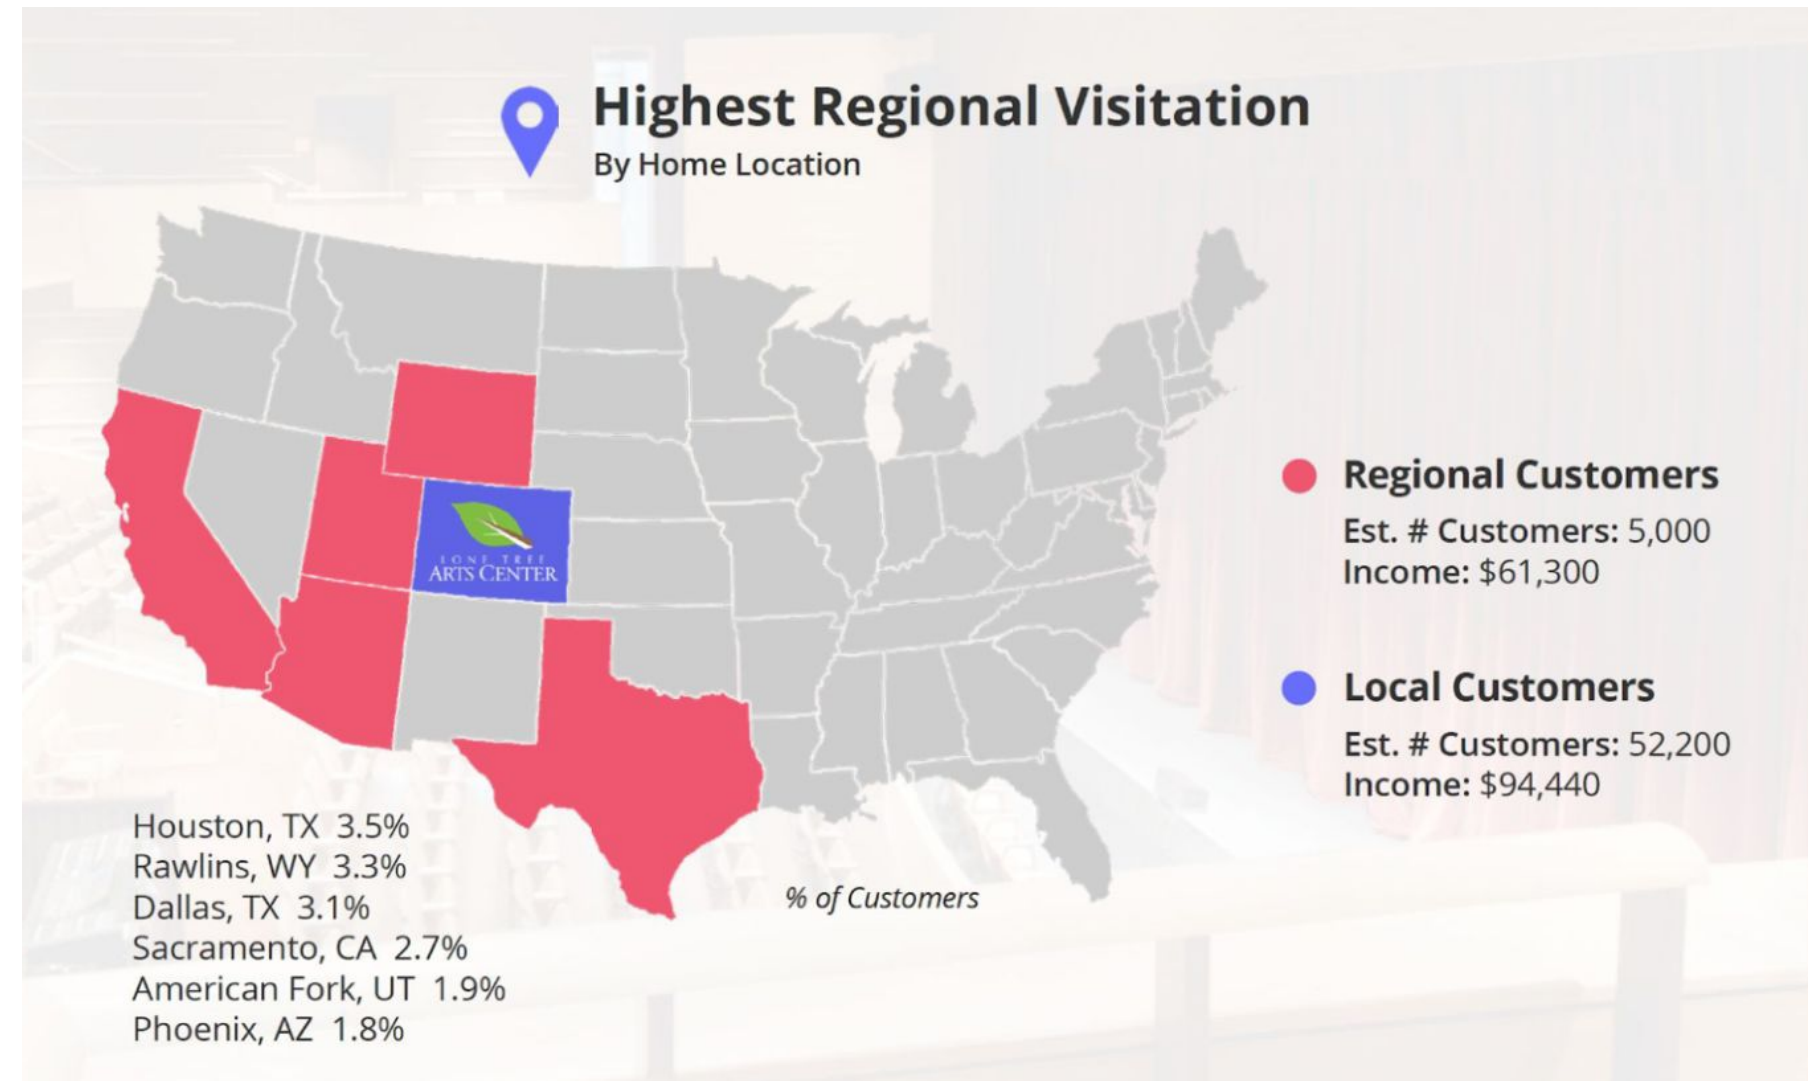 Highest Regional Visitation
By Home Location
LONE TREE
ARTS CENTER
Regional Customers
Est. # Customers: 5,000
Income: $61,300
Local Customers
Est. # Customers: 52,200
Income: $94,440
Houston, TX 3.5%
Rawlins, WY 3.3%
Dallas, TX 3.1%
Sacramento, CA 2.7%
American Fork, UT 1.9%
Phoenix, AZ 1.8%
% of Customers